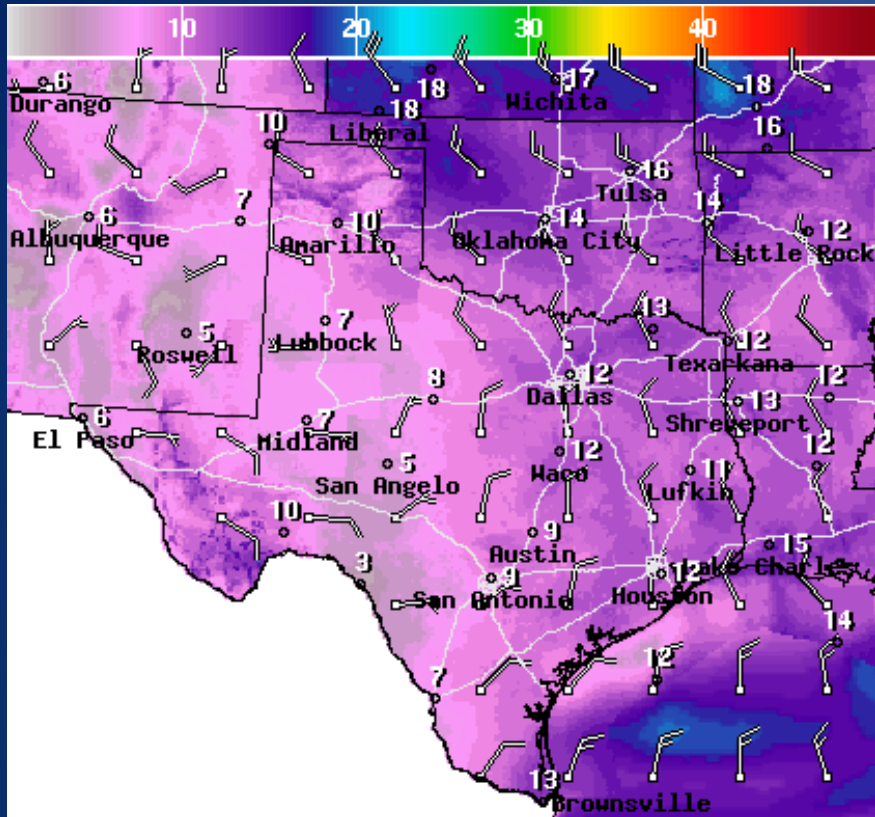 10 20 30 40
6 18 17 18
Durango Wichita
18
Liberal
10 16
16
Tulsa
6 7 10 14 14 12
Albuquerque Amarillo Oklahoma City Little Rock
5 7 13 12
Roswell Lubbock Texarkana
8 12 12
Dallas 13
6 7 Shreveport
El Paso Midland
5 12 11 12
San Angelo Waco Lufkin
10 9 15
Austin
3 9 12 Lake Charles
San Antonio Houston
14
12
7
13
Brownsville